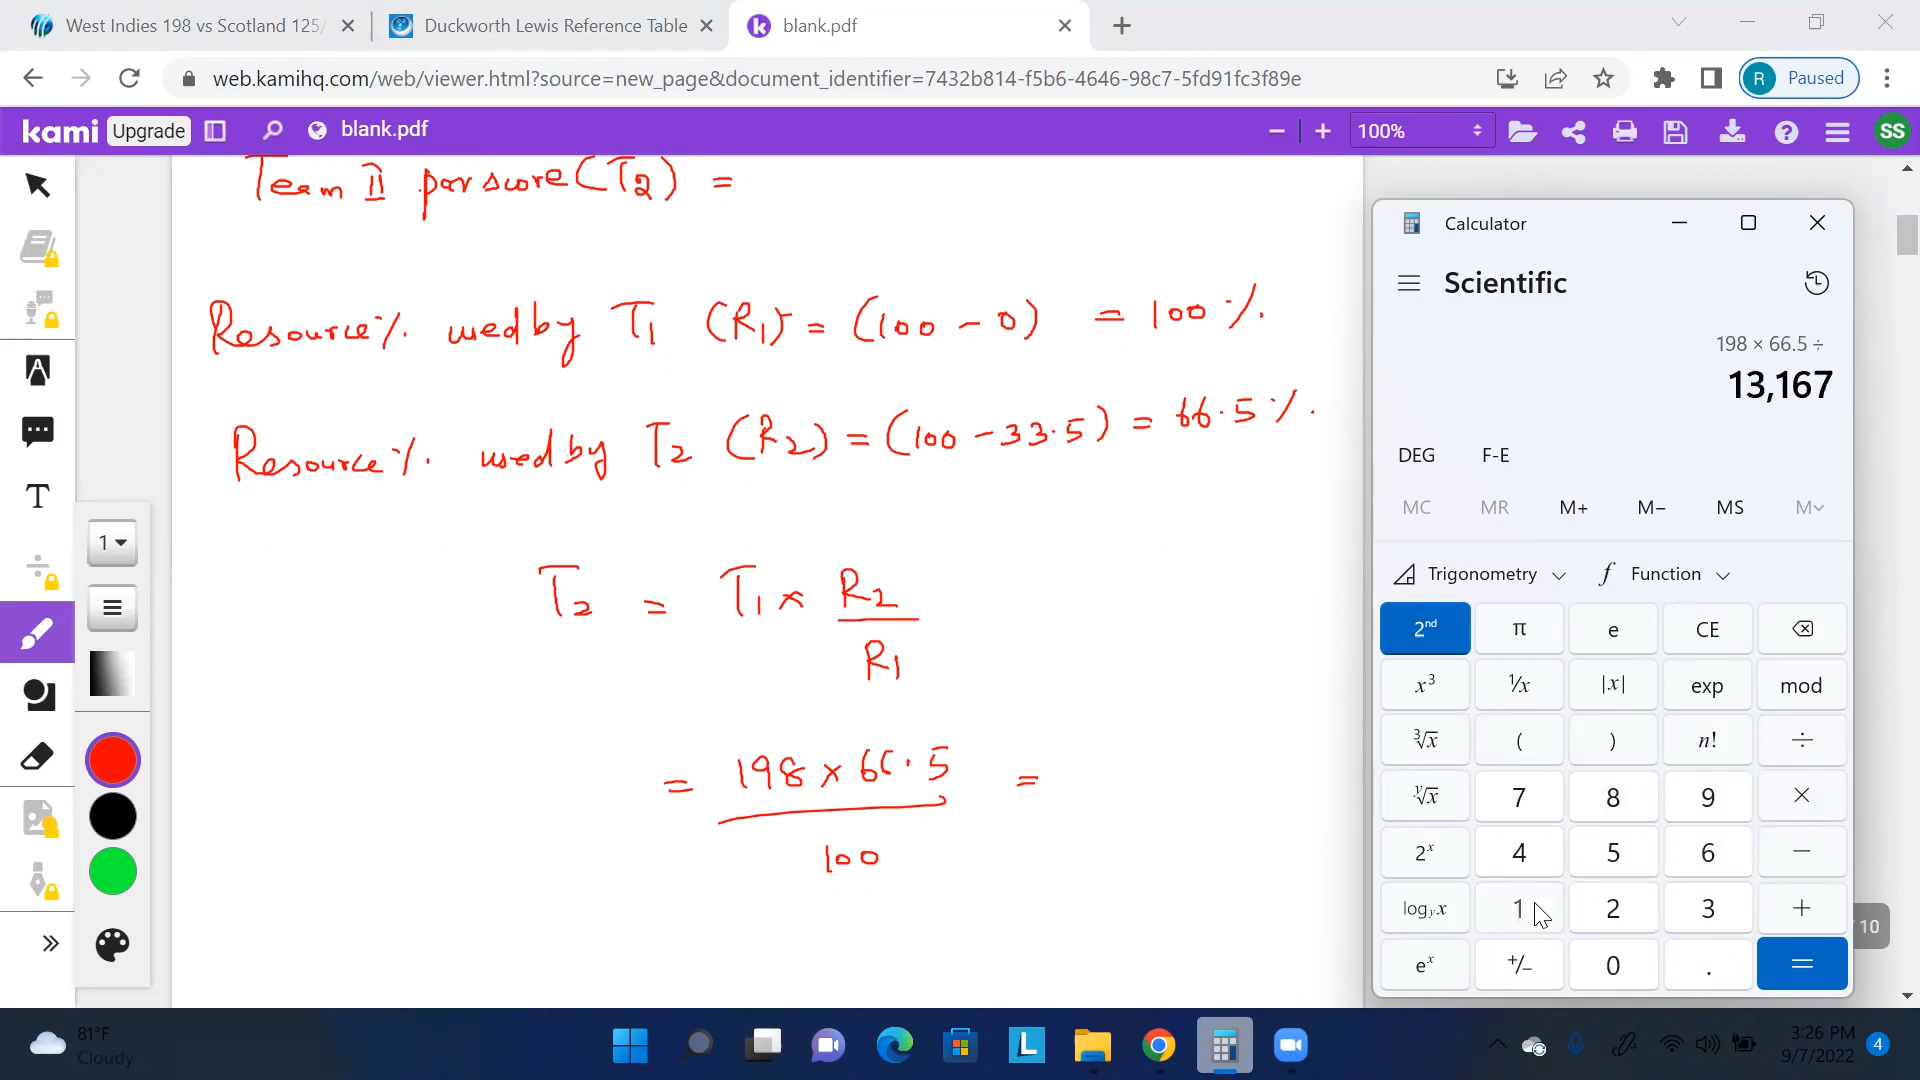 West Indies 198 vs Scotland 125/
Duckworth Lewis Reference Table
blank.pdf
web.kamihq.com/web/viewer.html?source=new_page&document_identifier=7432b814-f5b6-4646-98c7-5fd91fc3f89e
R Paused
kami Upgrade blank.pdf 100% SS
Team II par score (T2) =
Resource% used by T1 (R1) = (100 - 0) = 100%.
Resource%. used by T2 (R2) = (100 - 33.5) = 66.5%.
T2 = T1 × R2
R1
= 198 × 66.5 =
100
T
1
Calculator
Scientific
198 × 66.5 ÷
13,167
DEG F-E
MC MR M+ M− MS M
Trigonometry f Function
2nd π e CE
x3 1/x |x| exp mod
3√x ( ) n! ÷
y√x 7 8 9 ×
2x 4 5 6 −
logyx 1 2 3 +
ex +/− 0 . =
10
81°F
Cloudy
L
3:26 PM
9/7/2022
4